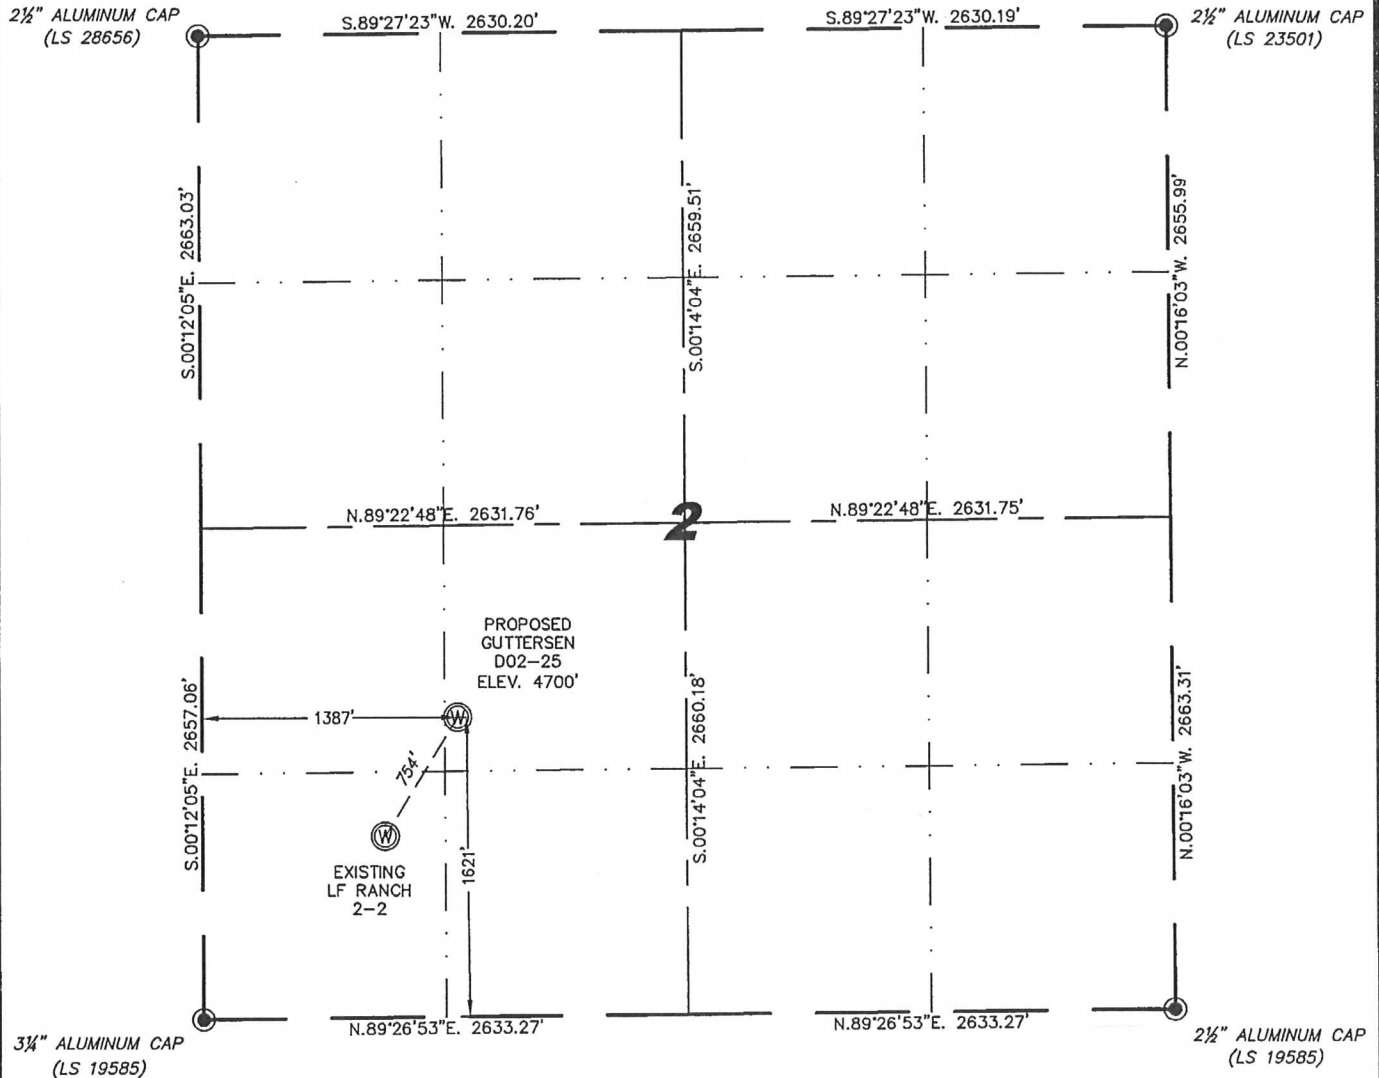 2½" ALUMINUM CAP
(LS 28656)
S.89°27'23"W. 2630.20'
S.89°27'23"W. 2630.19'
2½" ALUMINUM CAP
(LS 23501)
S.00°12'05"E. 2663.03'
S.00°14'04"E. 2659.51'
N.00°16'03"W. 2655.99'
N.89°22'48"E. 2631.76'
2
N.89°22'48"E. 2631.75'
PROPOSED
GUTTERSEN
D02-25
ELEV. 4700'
S.00°12'05"E. 2657.06'
1387'
W
754'
W
EXISTING
LF RANCH
2-2
1621'
S.00°14'04"E. 2660.18'
N.00°16'03"W. 2663.31'
N.89°26'53"E. 2633.27'
N.89°26'53"E. 2633.27'
3¼" ALUMINUM CAP
(LS 19585)
2½" ALUMINUM CAP
(LS 19585)